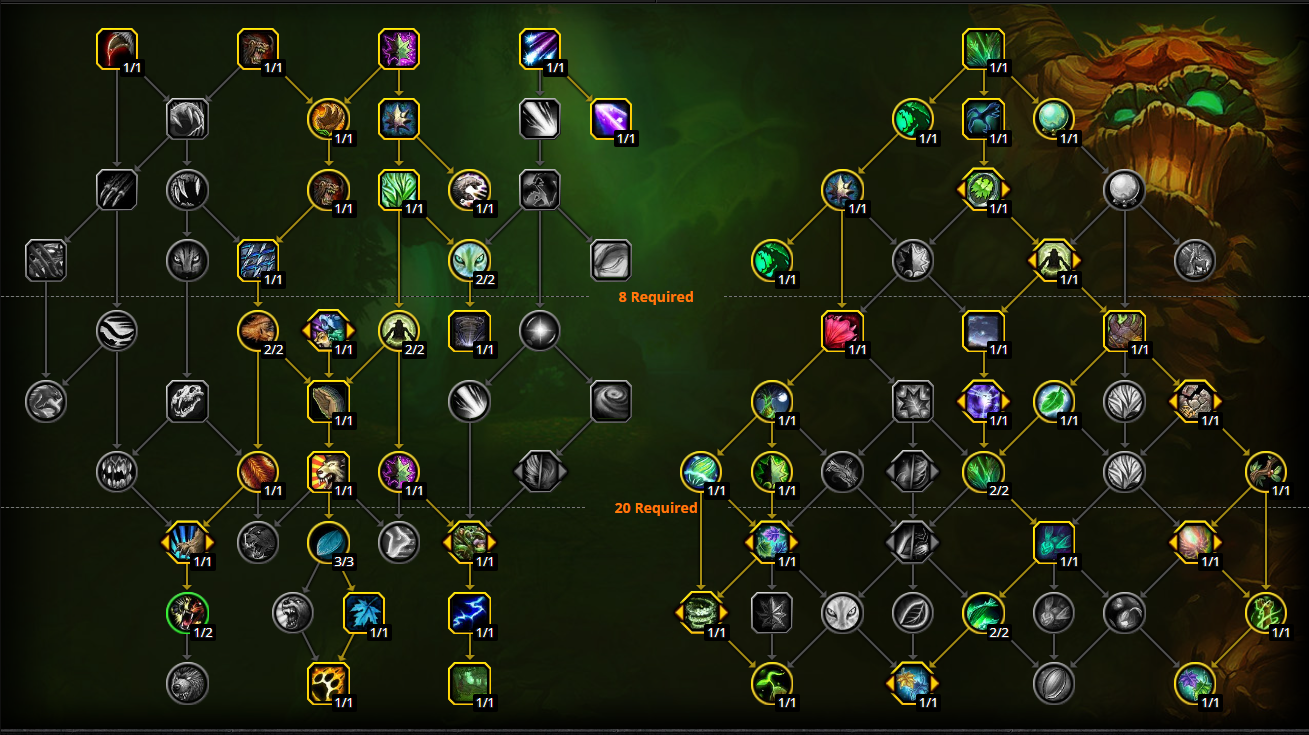 1/1 1/1 1/1 1/1
1/1 1/1 1/1 1/1 1/1
1/1 1/1 1/1 1/1 1/1
1/1 2/2 1/1 1/1
8 Required
2/2 1/1 2/2 1/1 1/1 1/1 1/1
1/1 1/1 1/1 1/1 1/1
1/1 1/1 1/1 1/1 1/1 2/2 1/1
20 Required
1/1 3/3 1/1 1/1 1/1 1/1
1/2 1/1 1/1 1/1 2/2 1/1
1/1 1/1 1/1 1/1 1/1